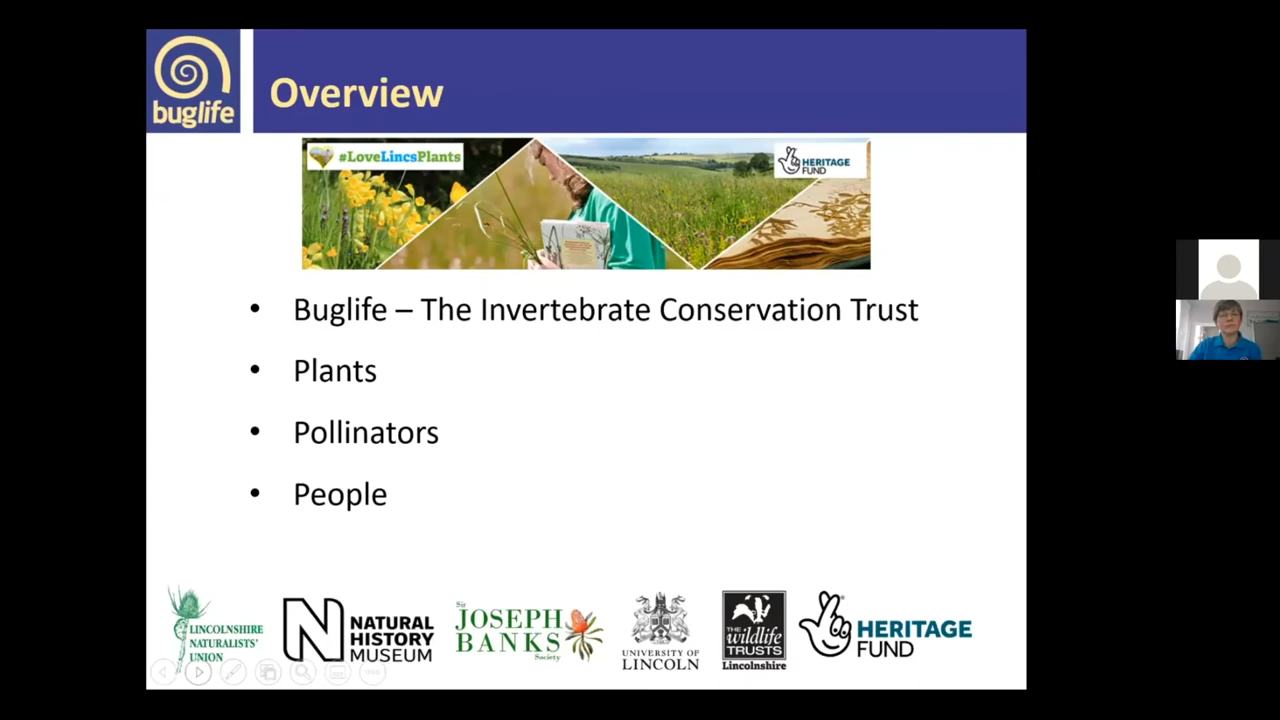 buglife
Overview
#LoveLincsPlants
HERITAGE
FUND
• Buglife – The Invertebrate Conservation Trust
• Plants
• Pollinators
• People
LINCOLNSHIRE
NATURALISTS'
UNION
N NATURAL
HISTORY
MUSEUM
Sir
JOSEPH
BANKS
Society
UNIVERSITY OF
LINCOLN
THE
wildlife
TRUSTS
Lincolnshire
HERITAGE
FUND